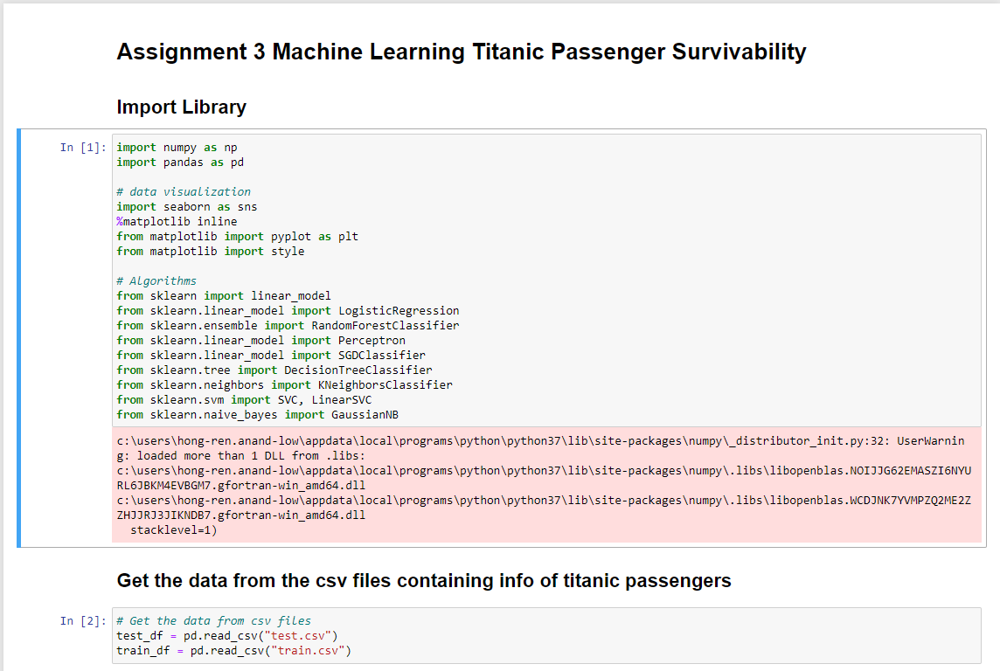 Assignment 3 Machine Learning Titanic Passenger Survivability
Import Library
In [1]:
import numpy as np
import pandas as pd
# data visualization
import seaborn as sns
%matplotlib inline
from matplotlib import pyplot as plt
from matplotlib import style
# Algorithms
from sklearn import linear_model
from sklearn.linear_model import LogisticRegression
from sklearn.ensemble import RandomForestClassifier
from sklearn.linear_model import Perceptron
from sklearn.linear_model import SGDClassifier
from sklearn.tree import DecisionTreeClassifier
from sklearn.neighbors import KNeighborsClassifier
from sklearn.svm import SVC, LinearSVC
from sklearn.naive_bayes import GaussianNB
c:\users\hong-ren.anand-low\appdata\local\programs\python\python37\lib\site-packages\numpy\_distributor_init.py:32: UserWarnin
g: loaded more than 1 DLL from .libs:
c:\users\hong-ren.anand-low\appdata\local\programs\python\python37\lib\site-packages\numpy\.libs\libopenblas.NOIJJG62EMASZI6NYU
RL6JBKM4EVBGM7.gfortran-win_amd64.dll
c:\users\hong-ren.anand-low\appdata\local\programs\python\python37\lib\site-packages\numpy\.libs\libopenblas.WCDJNK7YVMPZQ2ME2Z
ZHJJRJ3JIKNDB7.gfortran-win_amd64.dll
  stacklevel=1)
Get the data from the csv files containing info of titanic passengers
In [2]:
# Get the data from csv files
test_df = pd.read_csv("test.csv")
train_df = pd.read_csv("train.csv")